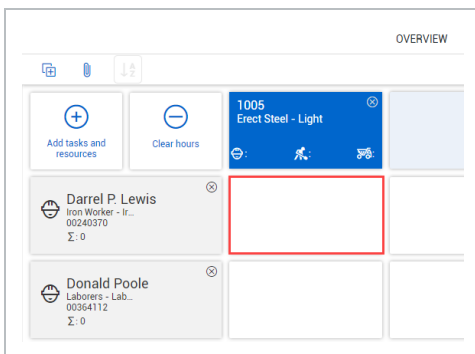 OVERVIEW
Add tasks and
resources
Clear hours
1005
Erect Steel - Light
:
:
:
Darrel P. Lewis
Iron Worker - Ir...
00240370
Σ: 0
Donald Poole
Laborers - Lab...
00364112
Σ: 0